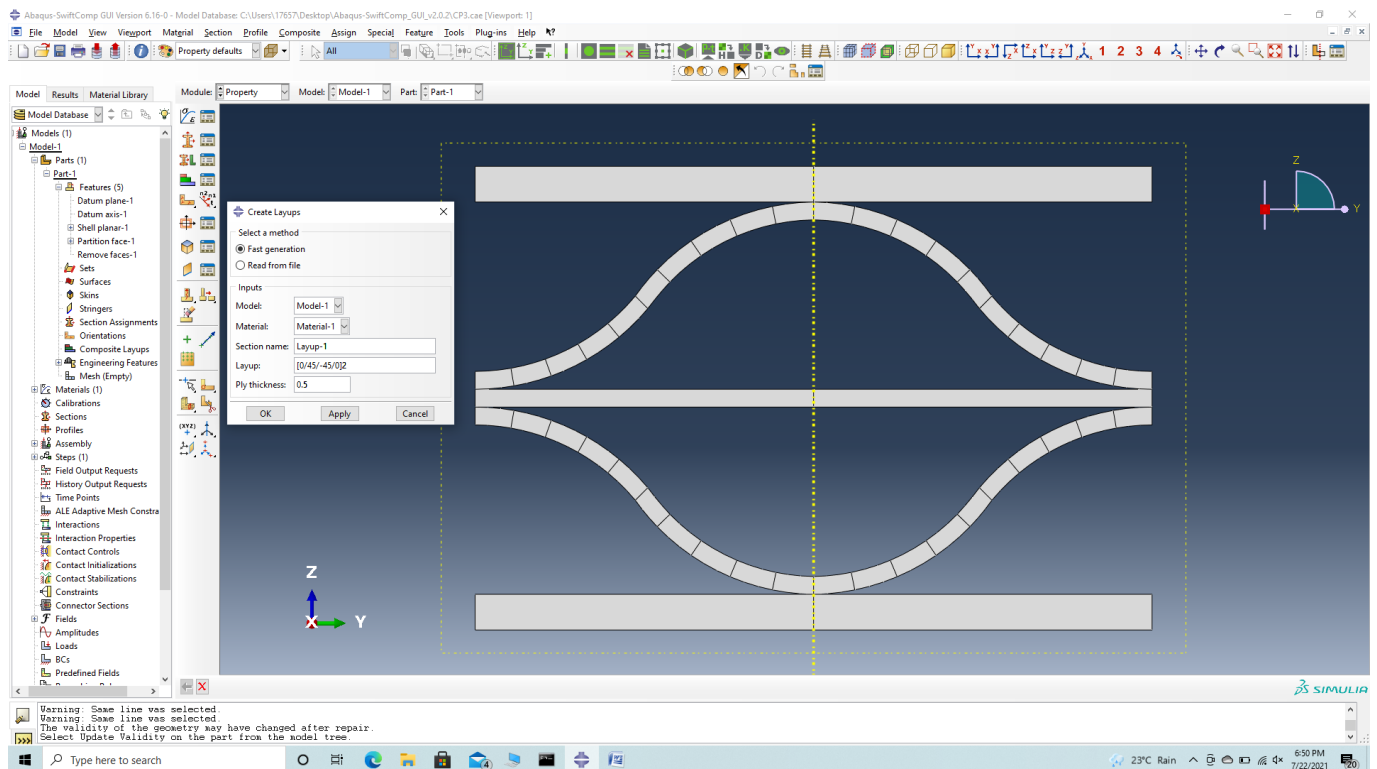 Abaqus-SwiftComp GUI Version 6.16-0 - Model Database: C:\Users\17657\Desktop\Abaqus-SwiftComp_GUI_v2.0.2\CP3.cae [Viewport: 1]
File Model View Viewport Material Section Profile Composite Assign Special Feature Tools Plug-ins Help
Property defaults All 1 2 3 4
Model Results Material Library Module: Property Model: Model-1 Part: Part-1
Model Database
Models (1)
Model-1
Parts (1)
Part-1
Features (5)
Datum plane-1
Datum axis-1
Shell planar-1
Partition face-1
Remove faces-1
Sets
Surfaces
Skins
Stringers
Section Assignments
Orientations
Composite Layups
Engineering Features
Mesh (Empty)
Materials (1)
Calibrations
Sections
Profiles
Assembly
Steps (1)
Field Output Requests
History Output Requests
Time Points
ALE Adaptive Mesh Constra
Interactions
Interaction Properties
Contact Controls
Contact Initializations
Contact Stabilizations
Constraints
Connector Sections
Fields
Amplitudes
Loads
BCs
Predefined Fields
Create Layups
Select a method
Fast generation
Read from file
Inputs
Model: Model-1
Material: Material-1
Section name: Layup-1
Layup: [0/45/-45/0]2
Ply thickness: 0.5
OK Apply Cancel
Z
X Y
Z
X Y
SIMULIA
Warning: Same line was selected.
Warning: Same line was selected.
The validity of the geometry may have changed after repair.
Select Update Validity on the part from the model tree.
Type here to search
23°C Rain
6:50 PM
7/22/2021
20